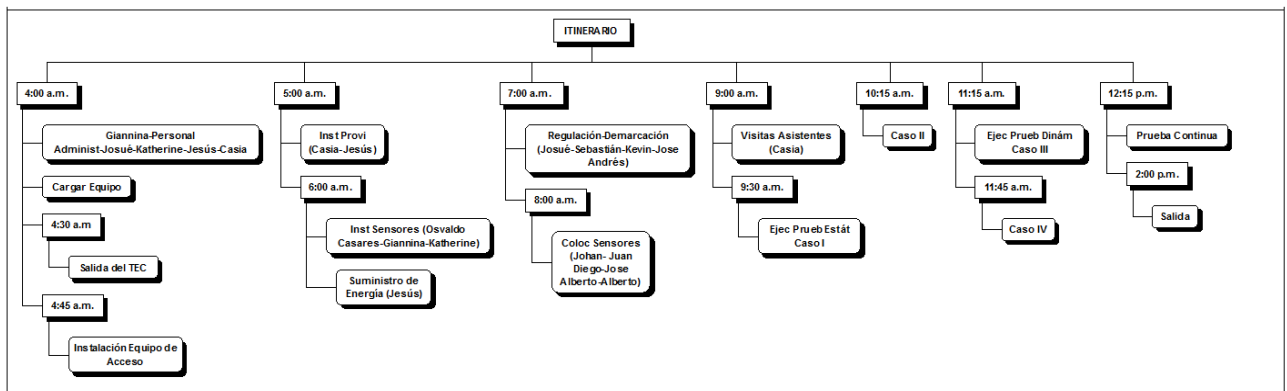 ITINERARIO
4:00 a.m.
Giannina-Personal
Administ-Josué-Katherine-Jesús-Casia
Cargar Equipo
4:30 a.m
Salida del TEC
4:45 a.m.
Instalación Equipo de
Acceso
5:00 a.m.
Inst Provi
(Casia-Jesús)
6:00 a.m.
Inst Sensores (Osvaldo
Casares-Giannina-Katherine)
Suministro de
Energía (Jesús)
7:00 a.m.
Regulación-Demarcación
(Josué-Sebastián-Kevin-Jose
Andrés)
8:00 a.m.
Coloc Sensores
(Johan- Juan
Diego-Jose
Alberto-Alberto)
9:00 a.m.
Visitas Asistentes
(Casia)
9:30 a.m.
Ejec Prueb Estát
Caso I
10:15 a.m.
Caso II
11:15 a.m.
Ejec Prueb Dinám
Caso III
11:45 a.m.
Caso IV
12:15 p.m.
Prueba Continua
2:00 p.m.
Salida